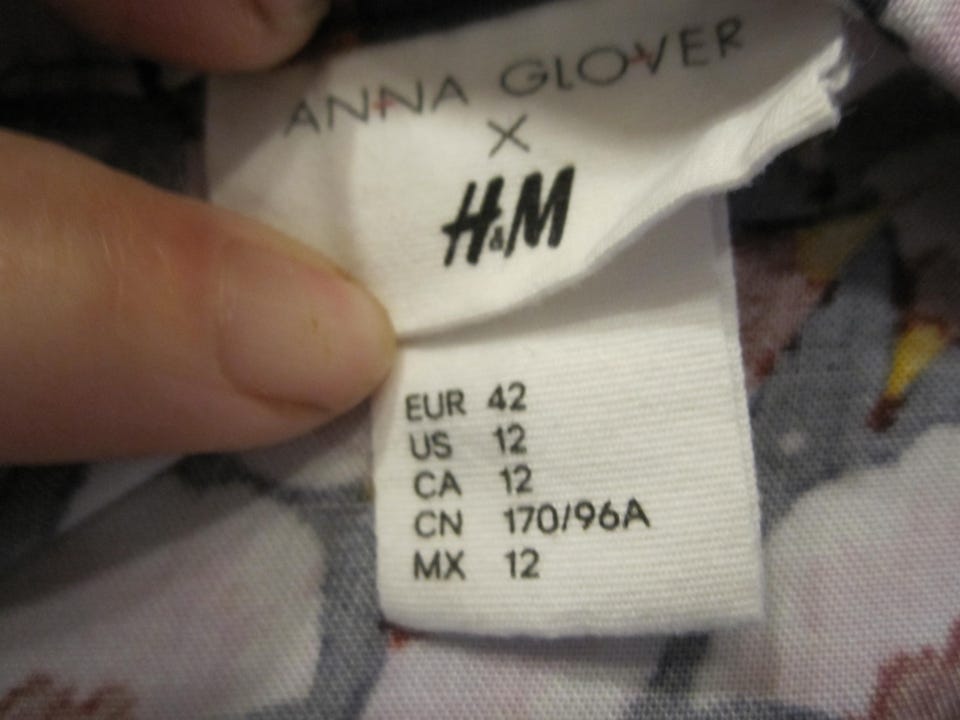 ANNA GLOVER
X
H&M
EUR 42
US 12
CA 12
CN 170/96A
MX 12